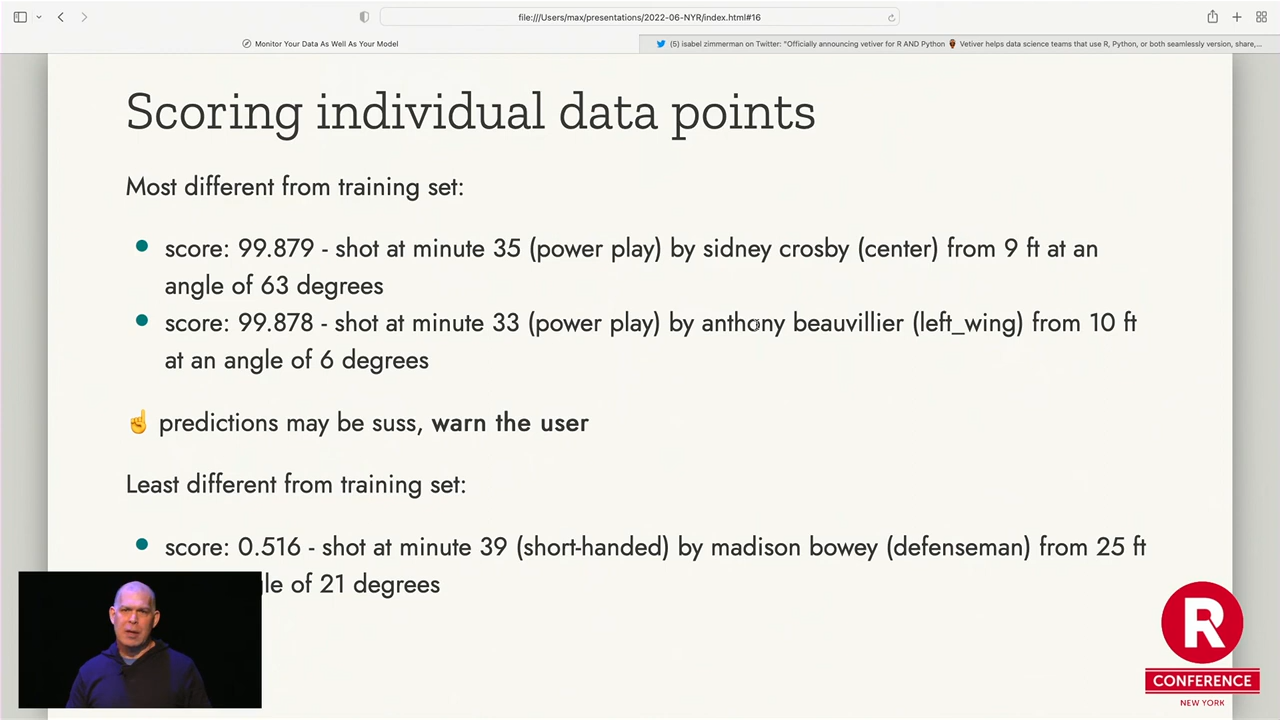 file:///Users/max/presentations/2022-06-NYR/index.html#16
Monitor Your Data As Well As Your Model
(5) isabel zimmerman on Twitter: "Officially announcing vetiver for R AND Python 🏺 Vetiver helps data science teams that use R, Python, or both seamlessly version, share,...
Scoring individual data points
Most different from training set:
score: 99.879 - shot at minute 35 (power play) by sidney crosby (center) from 9 ft at an
angle of 63 degrees
score: 99.878 - shot at minute 33 (power play) by anthony beauvillier (left_wing) from 10 ft
at an angle of 6 degrees
☝️ predictions may be suss, warn the user
Least different from training set:
score: 0.516 - shot at minute 39 (short-handed) by madison bowey (defenseman) from 25 ft
of 21 degrees
R
CONFERENCE
NEW YORK